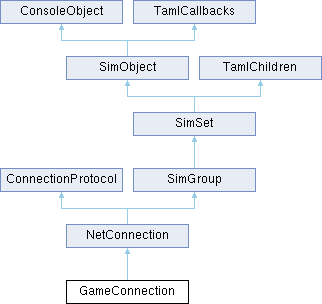 ConsoleObject
TamlCallbacks
SimObject
TamlChildren
SimSet
ConnectionProtocol
SimGroup
NetConnection
GameConnection